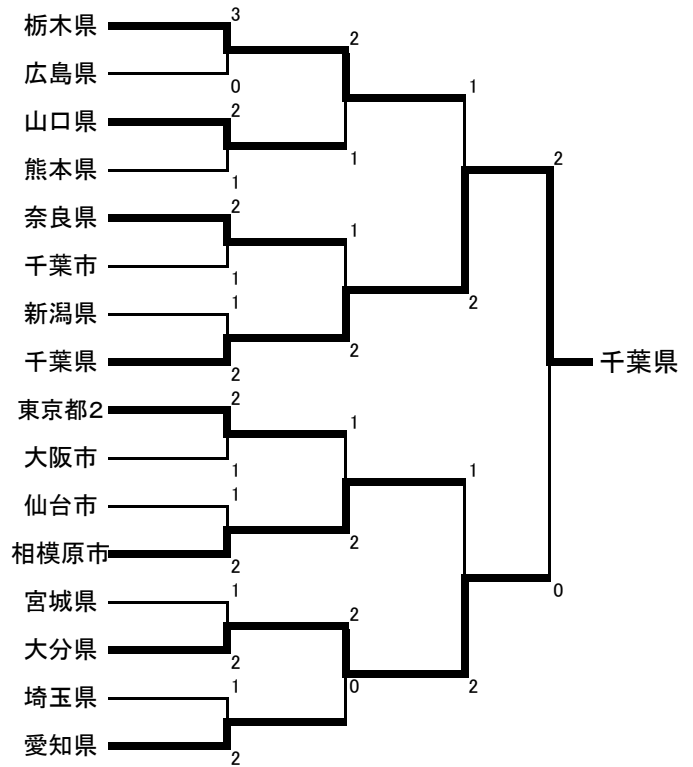 栃木県
3
2
広島県
0
1
山口県
2
1
熊本県
1
2
奈良県
2
1
千葉市
1
新潟県
1
2
千葉県
2
2
千葉県
東京都2
2
1
大阪市
1
1
仙台市
1
相模原市
2
2
宮城県
1
2
0
大分県
2
埼玉県
1
0
2
愛知県
2